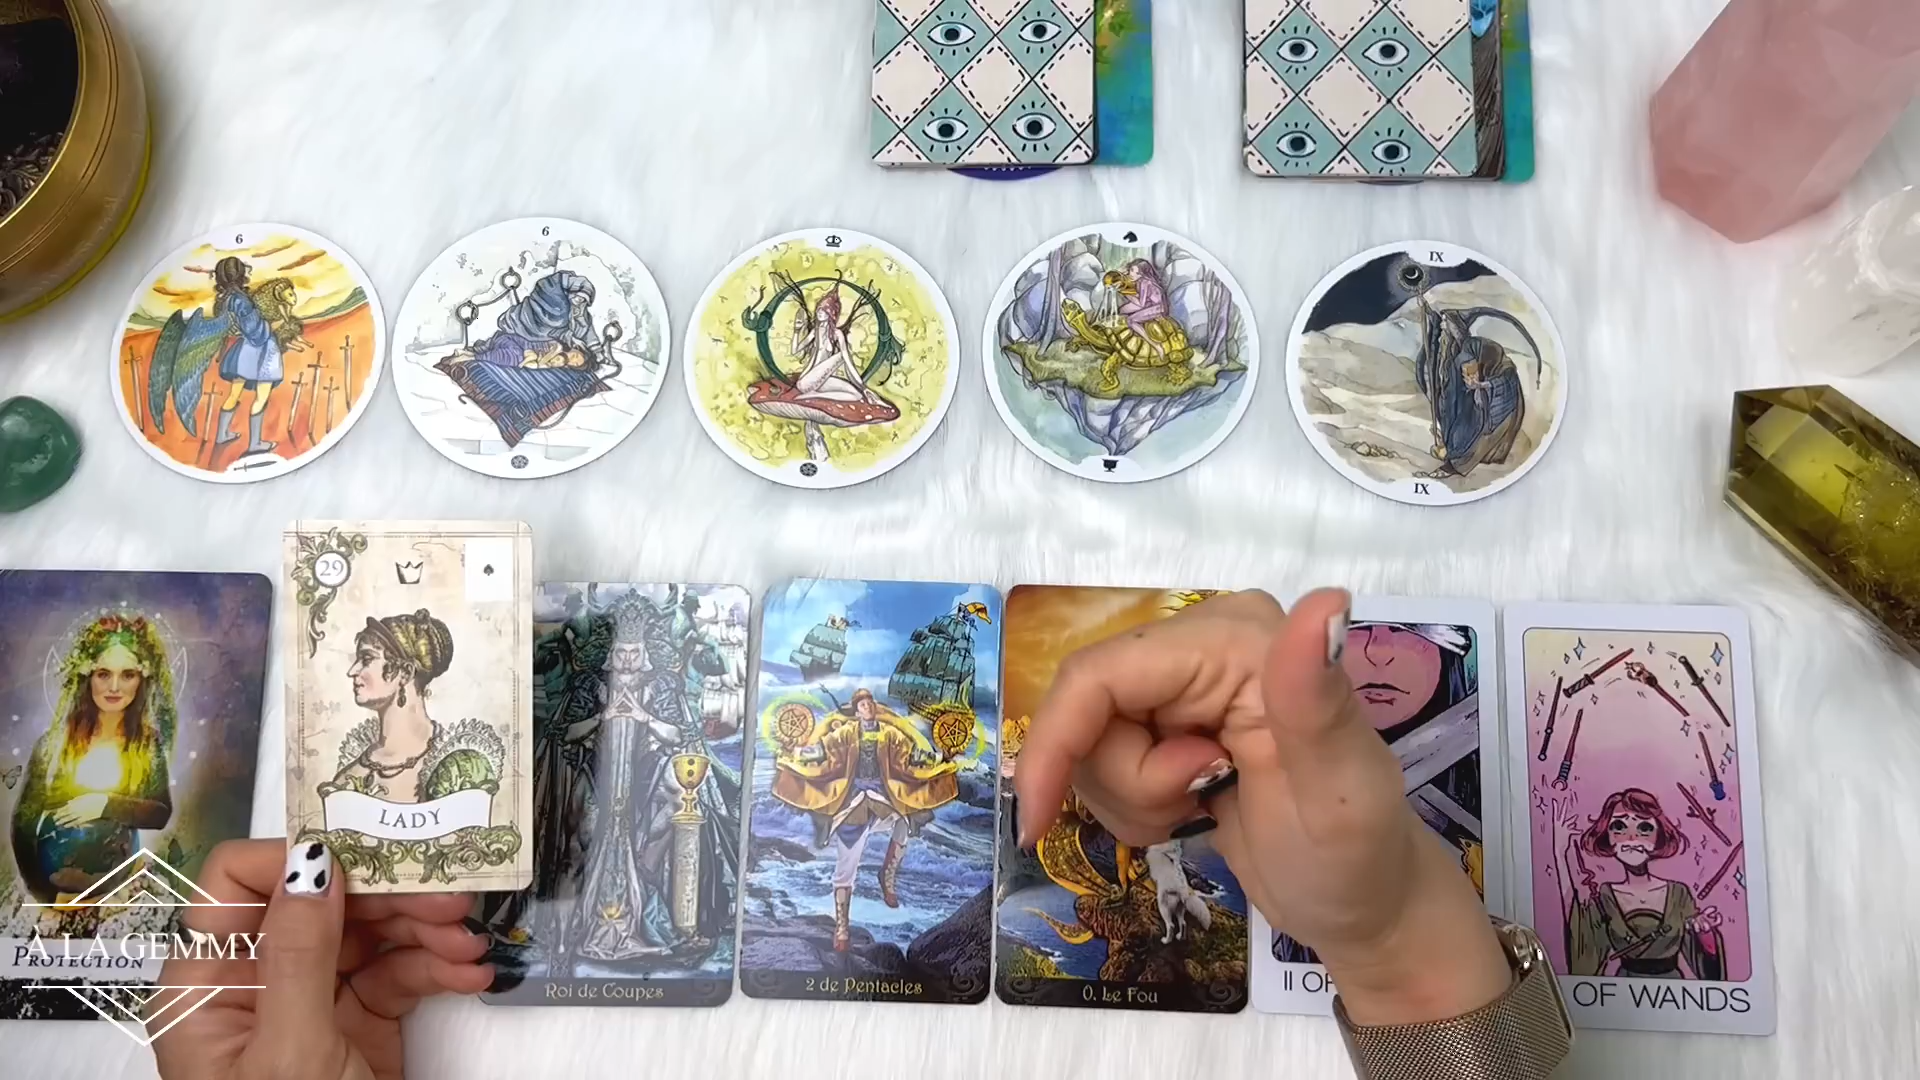 6
6
IX
IX
29
LADY
PROTECTION
À LA GEMMY
Roi de Coupes
2 de Pentacles
0. Le Fou
II OF
OF WANDS